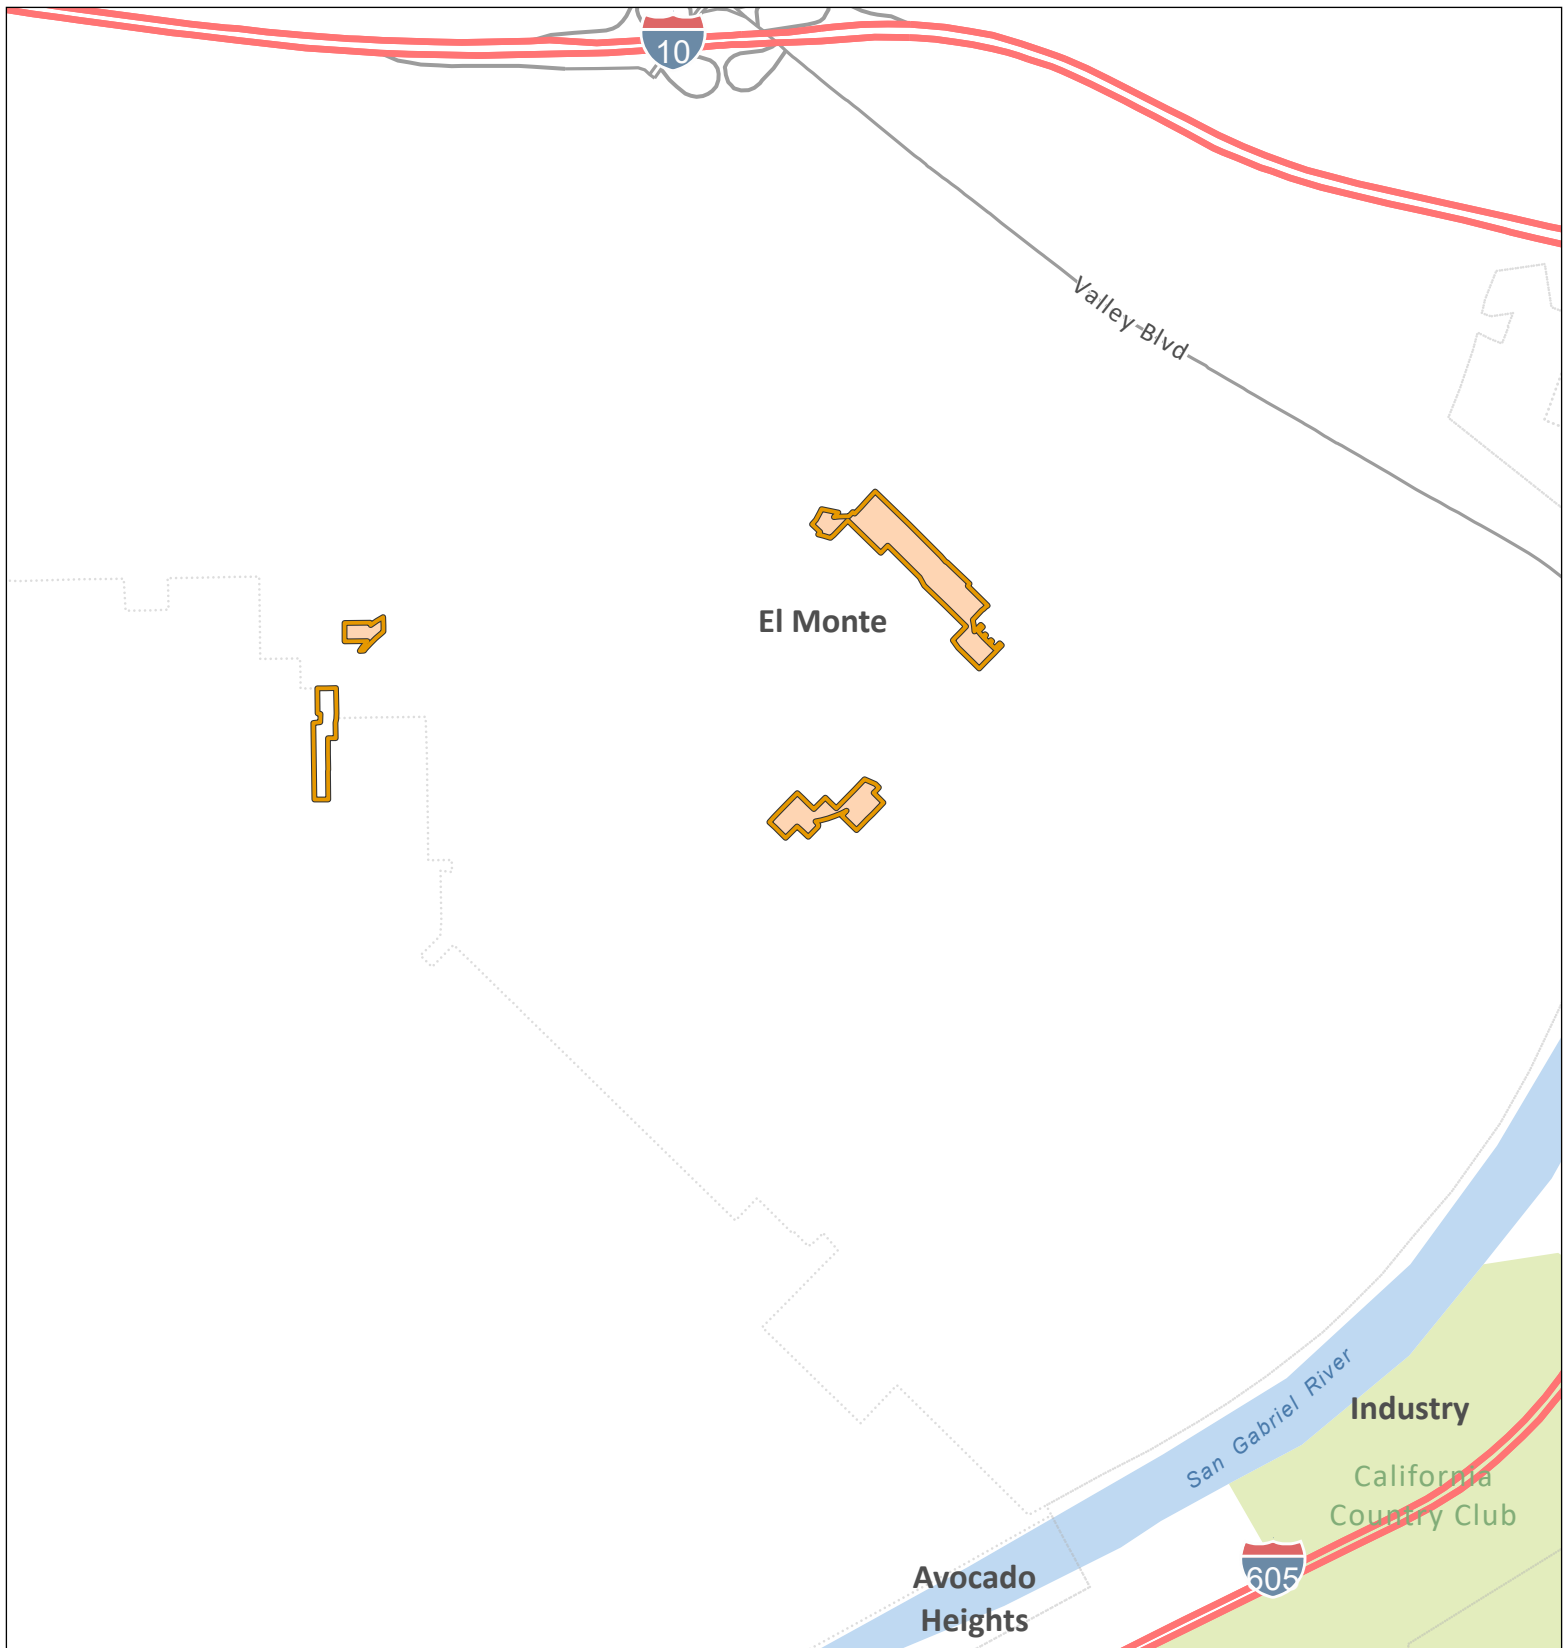 10
Valley Blvd
El Monte
San Gabriel River
Industry
California
Country Club
605
Avocado
Heights